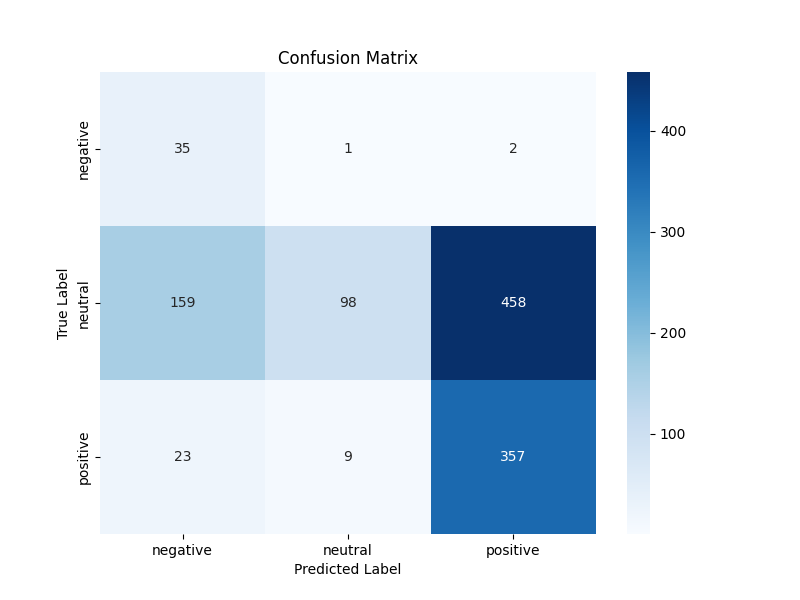 Confusion Matrix
negative 35 1 2
neutral 159 98 458
positive 23 9 357
True Label
negative neutral positive
Predicted Label
400
300
200
100